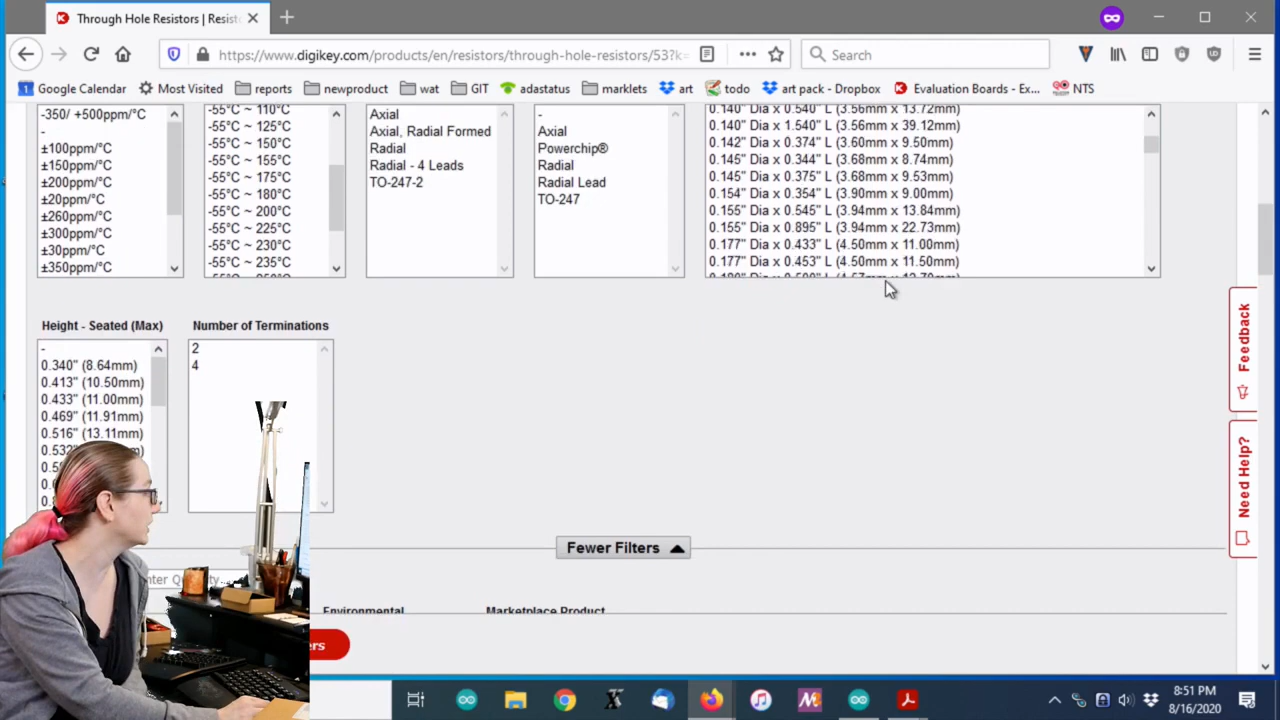 Through Hole Resistors | Resist
https://www.digikey.com/products/en/resistors/through-hole-resistors/53?k=
Search
Google Calendar
Most Visited
reports
newproduct
wat
GIT
adastatus
marklets
art
todo
art pack - Dropbox
Evaluation Boards - Ex...
NTS
-350/ +500ppm/°C
-
±100ppm/°C
±150ppm/°C
±200ppm/°C
±20ppm/°C
±260ppm/°C
±300ppm/°C
±30ppm/°C
±350ppm/°C
-55°C ~ 110°C
-55°C ~ 125°C
-55°C ~ 150°C
-55°C ~ 155°C
-55°C ~ 175°C
-55°C ~ 180°C
-55°C ~ 200°C
-55°C ~ 225°C
-55°C ~ 230°C
-55°C ~ 235°C
Axial
Axial, Radial Formed
Radial
Radial - 4 Leads
TO-247-2
-
Axial
Powerchip®
Radial
Radial Lead
TO-247
0.140" Dia x 0.540" L (3.56mm x 13.72mm)
0.140" Dia x 1.540" L (3.56mm x 39.12mm)
0.142" Dia x 0.374" L (3.60mm x 9.50mm)
0.145" Dia x 0.344" L (3.68mm x 8.74mm)
0.145" Dia x 0.375" L (3.68mm x 9.53mm)
0.154" Dia x 0.354" L (3.90mm x 9.00mm)
0.155" Dia x 0.545" L (3.94mm x 13.84mm)
0.155" Dia x 0.895" L (3.94mm x 22.73mm)
0.177" Dia x 0.433" L (4.50mm x 11.00mm)
0.177" Dia x 0.453" L (4.50mm x 11.50mm)
Height - Seated (Max)
-
0.340" (8.64mm)
0.413" (10.50mm)
0.433" (11.00mm)
0.469" (11.91mm)
0.516" (13.11mm)
Number of Terminations
2
4
Feedback
Need Help?
Fewer Filters
Environmental
Marketplace Product
8:51 PM
8/16/2020